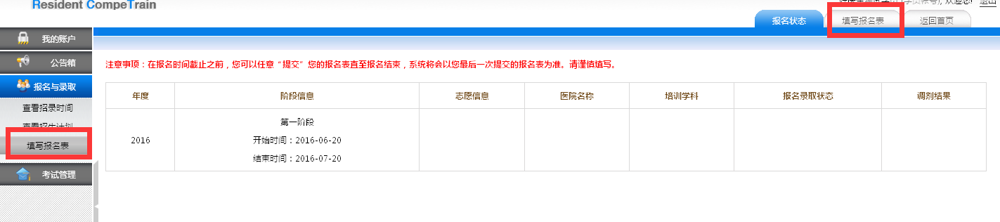 Resident CompeTrain
欢迎您! 退出
报名状态
填写报名表
返回首页
我的账户
公告箱
报名与录取
查看招录时间
查看招生计划
填写报名表
考试管理
注意事项：在报名时间截止之前，您可以任意“提交”您的报名表直至报名结束，系统将会以您最后一次提交的报名表为准。请谨慎填写。
年度 阶段信息 志愿信息 医院名称 培训学科 报名录取状态 调剂结果
第一阶段
2016 开始时间：2016-06-20
结束时间：2016-07-20